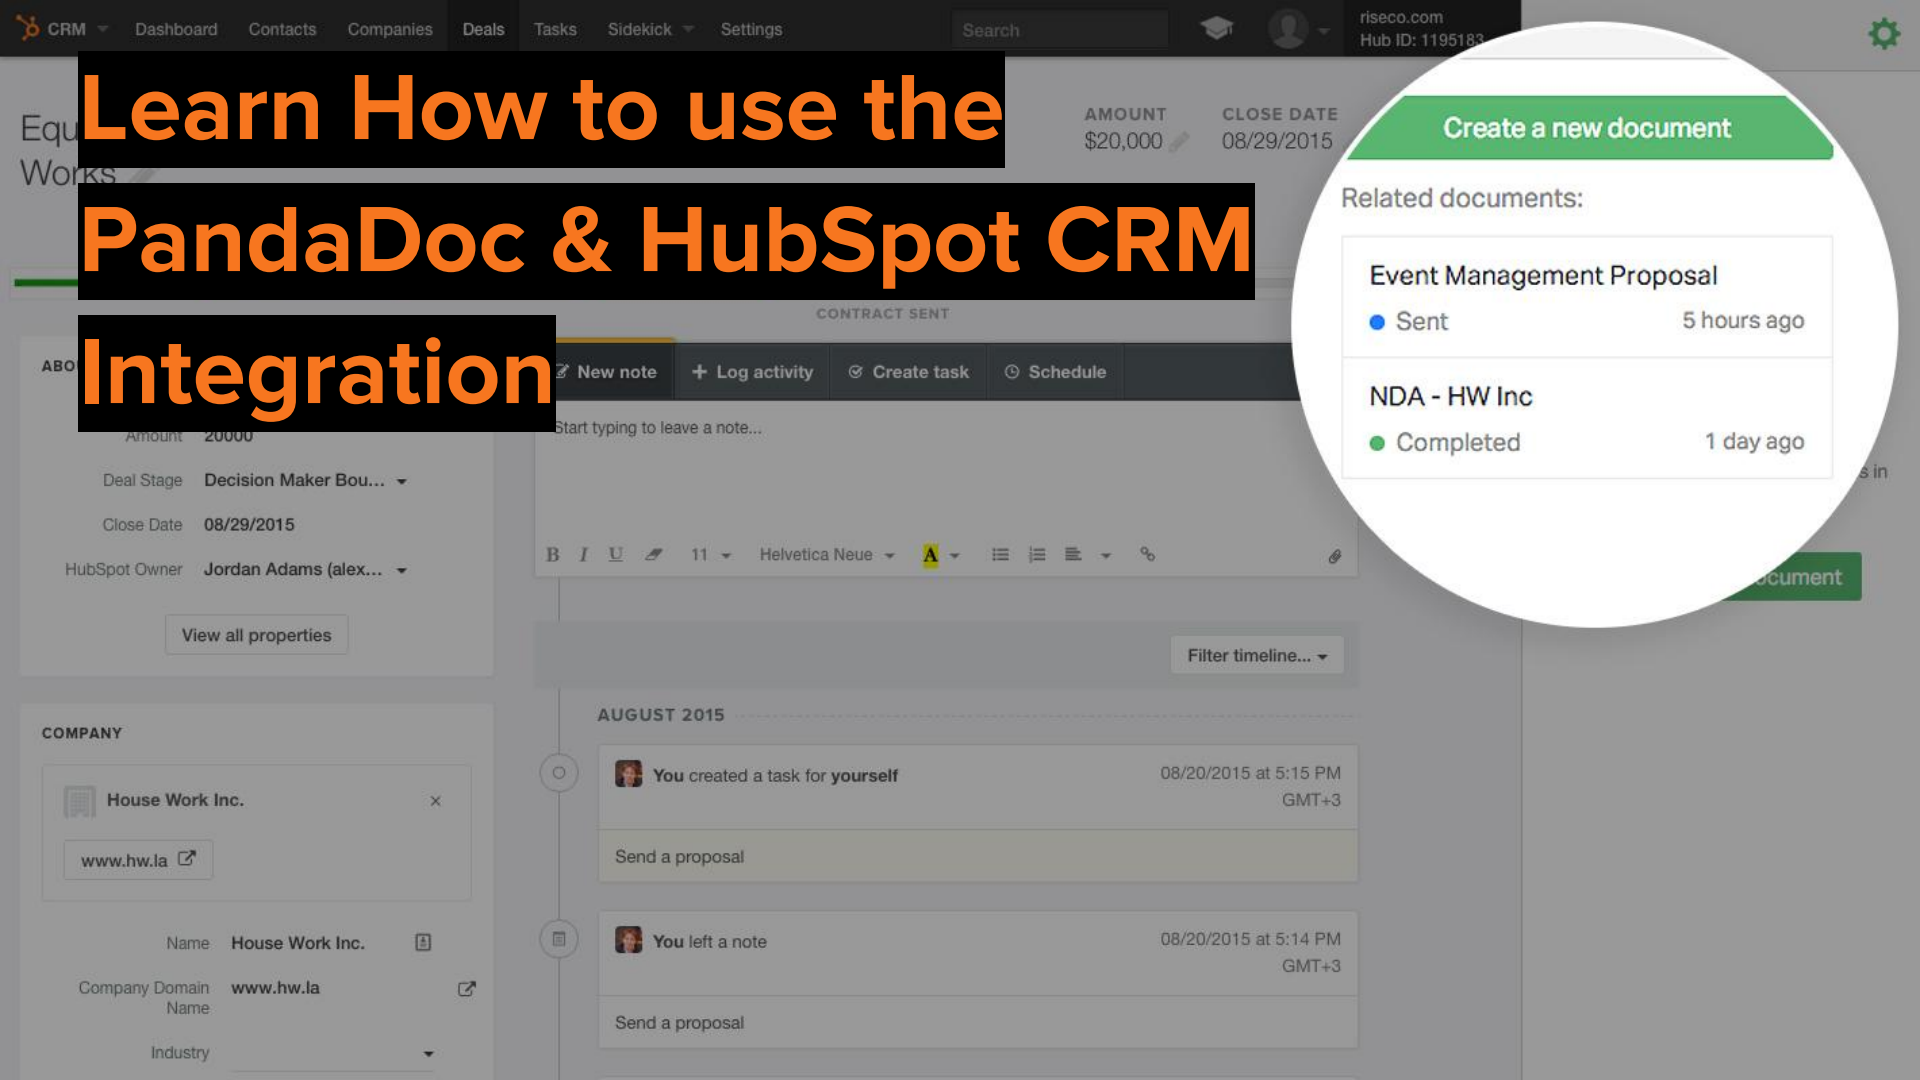 CRM
Dashboard
Contacts
Companies
Deals
Tasks
Sidekick
Settings
Search
riseco.com
Hub ID: 1195183
Learn How to use the
PandaDoc & HubSpot CRM
Integration
Works
AMOUNT
$20,000
CLOSE DATE
08/29/2015
CONTRACT SENT
Create a new document
Related documents:
Event Management Proposal
Sent 5 hours ago
NDA - HW Inc
Completed 1 day ago
s in
ocument
New note
Log activity
Create task
Schedule
Start typing to leave a note...
B I U 11 Helvetica Neue A
Amount 20000
Deal Stage Decision Maker Bou...
Close Date 08/29/2015
HubSpot Owner Jordan Adams (alex...
View all properties
Filter timeline...
COMPANY
House Work Inc.
www.hw.la
Name House Work Inc.
Company Domain www.hw.la
Name
Industry
AUGUST 2015
You created a task for yourself 08/20/2015 at 5:15 PM
GMT+3
Send a proposal
You left a note 08/20/2015 at 5:14 PM
GMT+3
Send a proposal